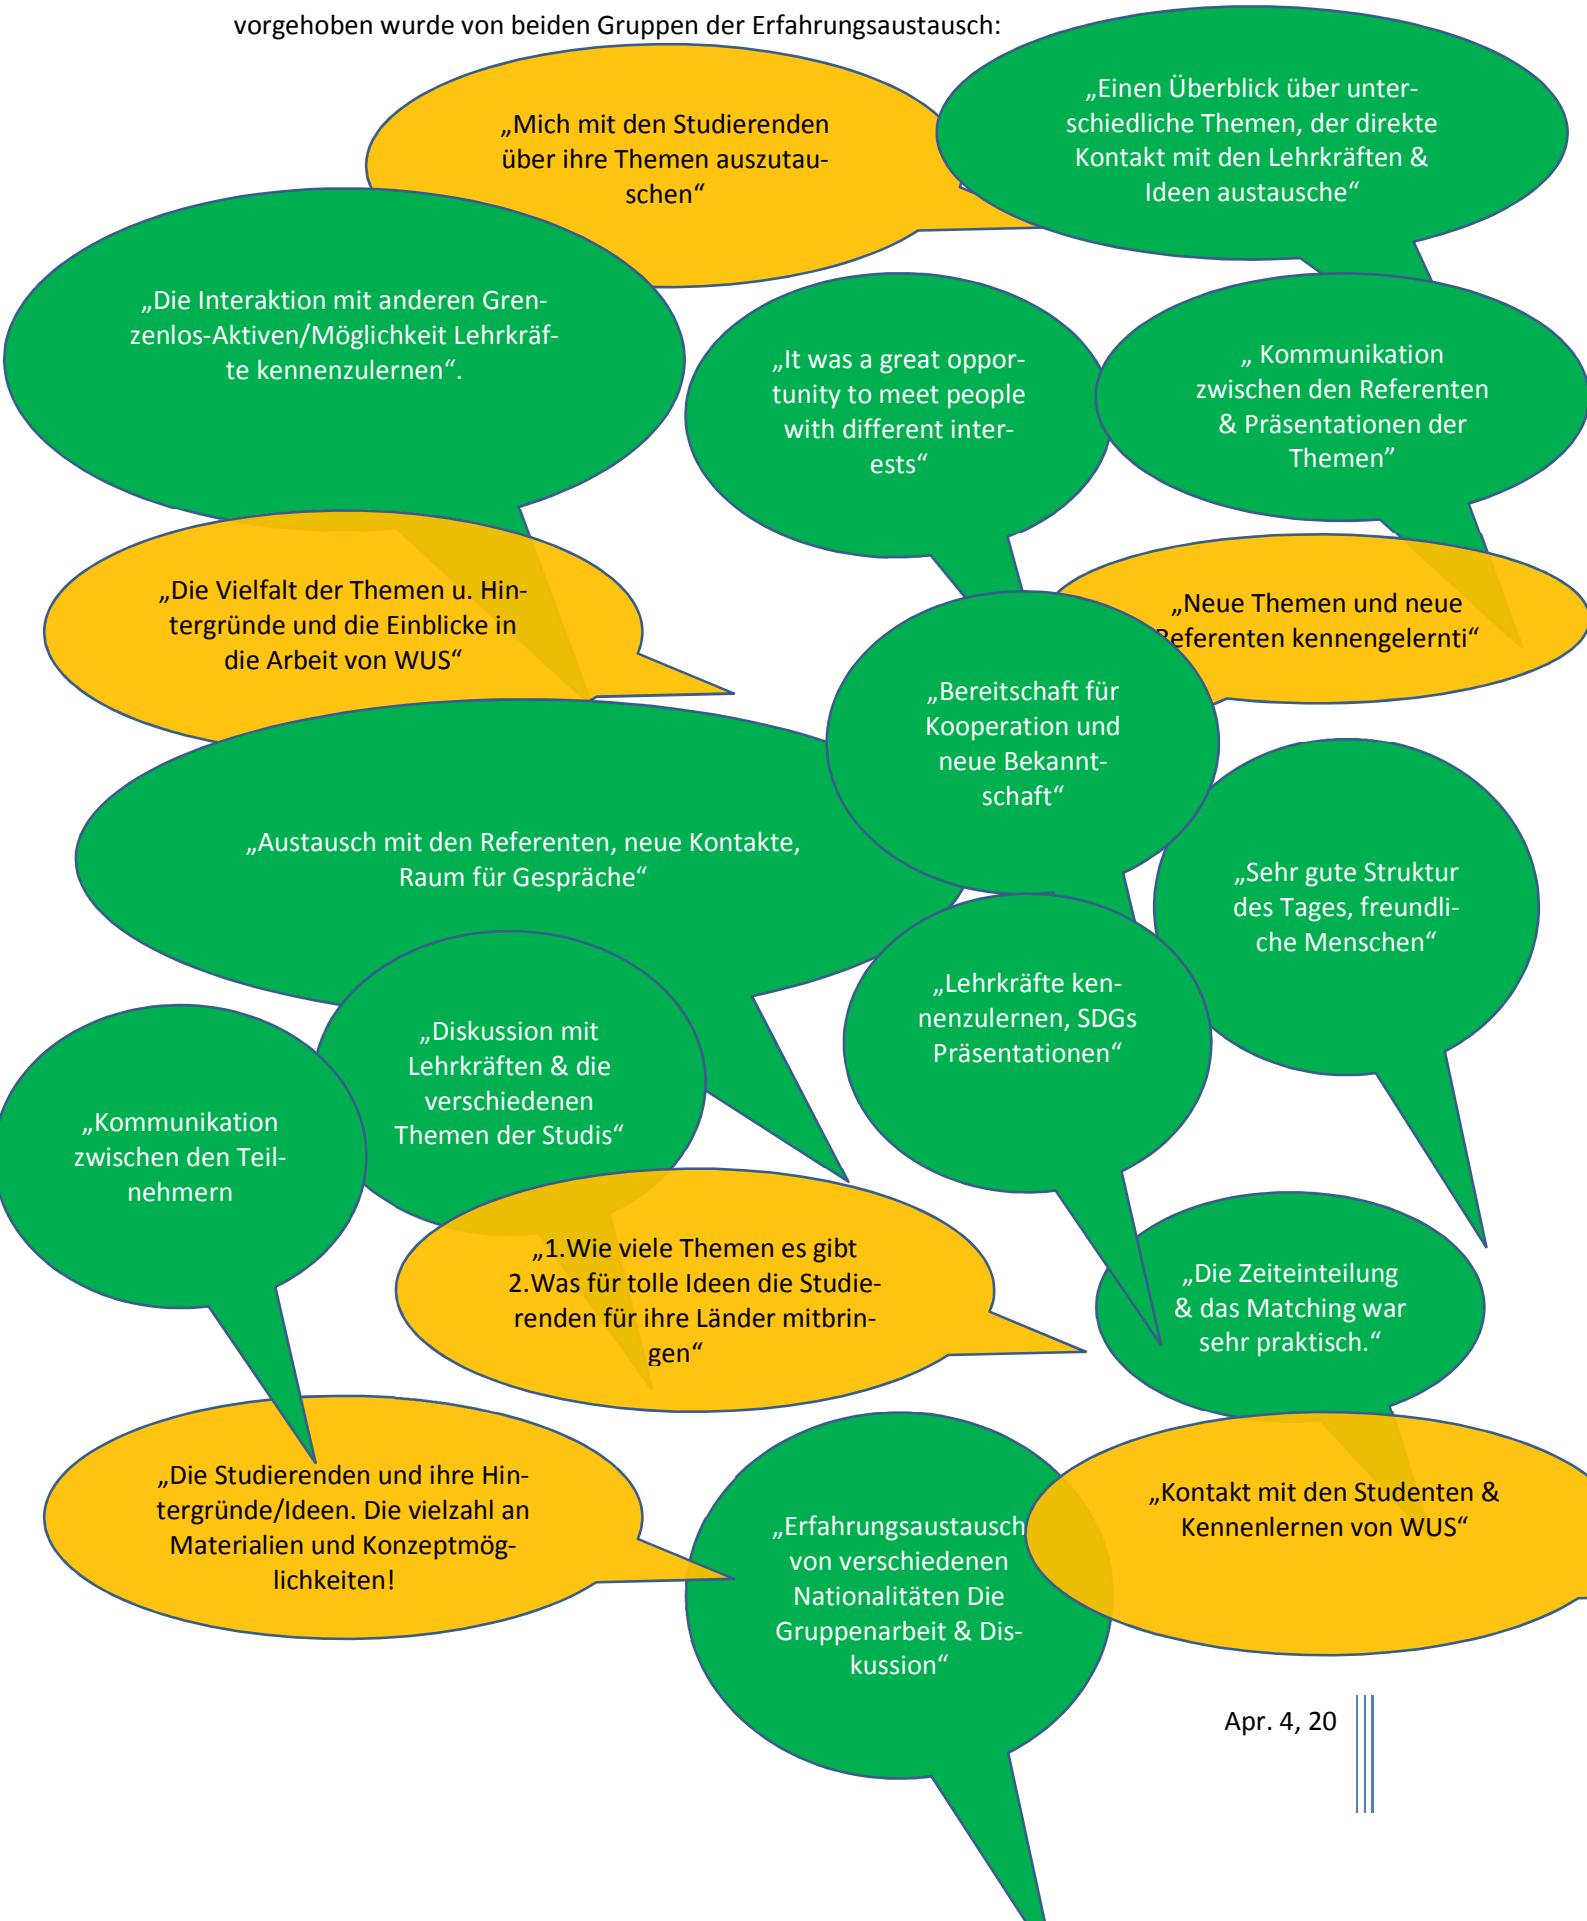 vorgehoben wurde von beiden Gruppen der Erfahrungsaustausch:
„Mich mit den Studierenden
über ihre Themen auszutau-
schen“
„Einen Überblick über unter-
schiedliche Themen, der direkte
Kontakt mit den Lehrkräften &
Ideen austausche“
„Die Interaktion mit anderen Gren-
zenlos-Aktiven/Möglichkeit Lehrkräf-
te kennenzulernen“.
„It was a great oppor-
tunity to meet people
with different inter-
ests“
„ Kommunikation
zwischen den Referenten
& Präsentationen der
Themen”
„Die Vielfalt der Themen u. Hin-
tergründe und die Einblicke in
die Arbeit von WUS“
„Neue Themen und neue
Referenten kennengelernti“
„Bereitschaft für
Kooperation und
neue Bekannt-
schaft“
„Austausch mit den Referenten, neue Kontakte,
Raum für Gespräche“
„Sehr gute Struktur
des Tages, freundli-
che Menschen“
„Lehrkräfte ken-
nenzulernen, SDGs
Präsentationen“
„Diskussion mit
Lehrkräften & die
verschiedenen
Themen der Studis“
„Kommunikation
zwischen den Teil-
nehmern
„1.Wie viele Themen es gibt
2.Was für tolle Ideen die Studie-
renden für ihre Länder mitbrin-
gen“
„Die Zeiteinteilung
& das Matching war
sehr praktisch.“
„Die Studierenden und ihre Hin-
tergründe/Ideen. Die vielzahl an
Materialien und Konzeptmög-
lichkeiten!
„Erfahrungsaustausch
von verschiedenen
Nationalitäten Die
Gruppenarbeit & Dis-
kussion“
„Kontakt mit den Studenten &
Kennenlernen von WUS“
Apr. 4, 20